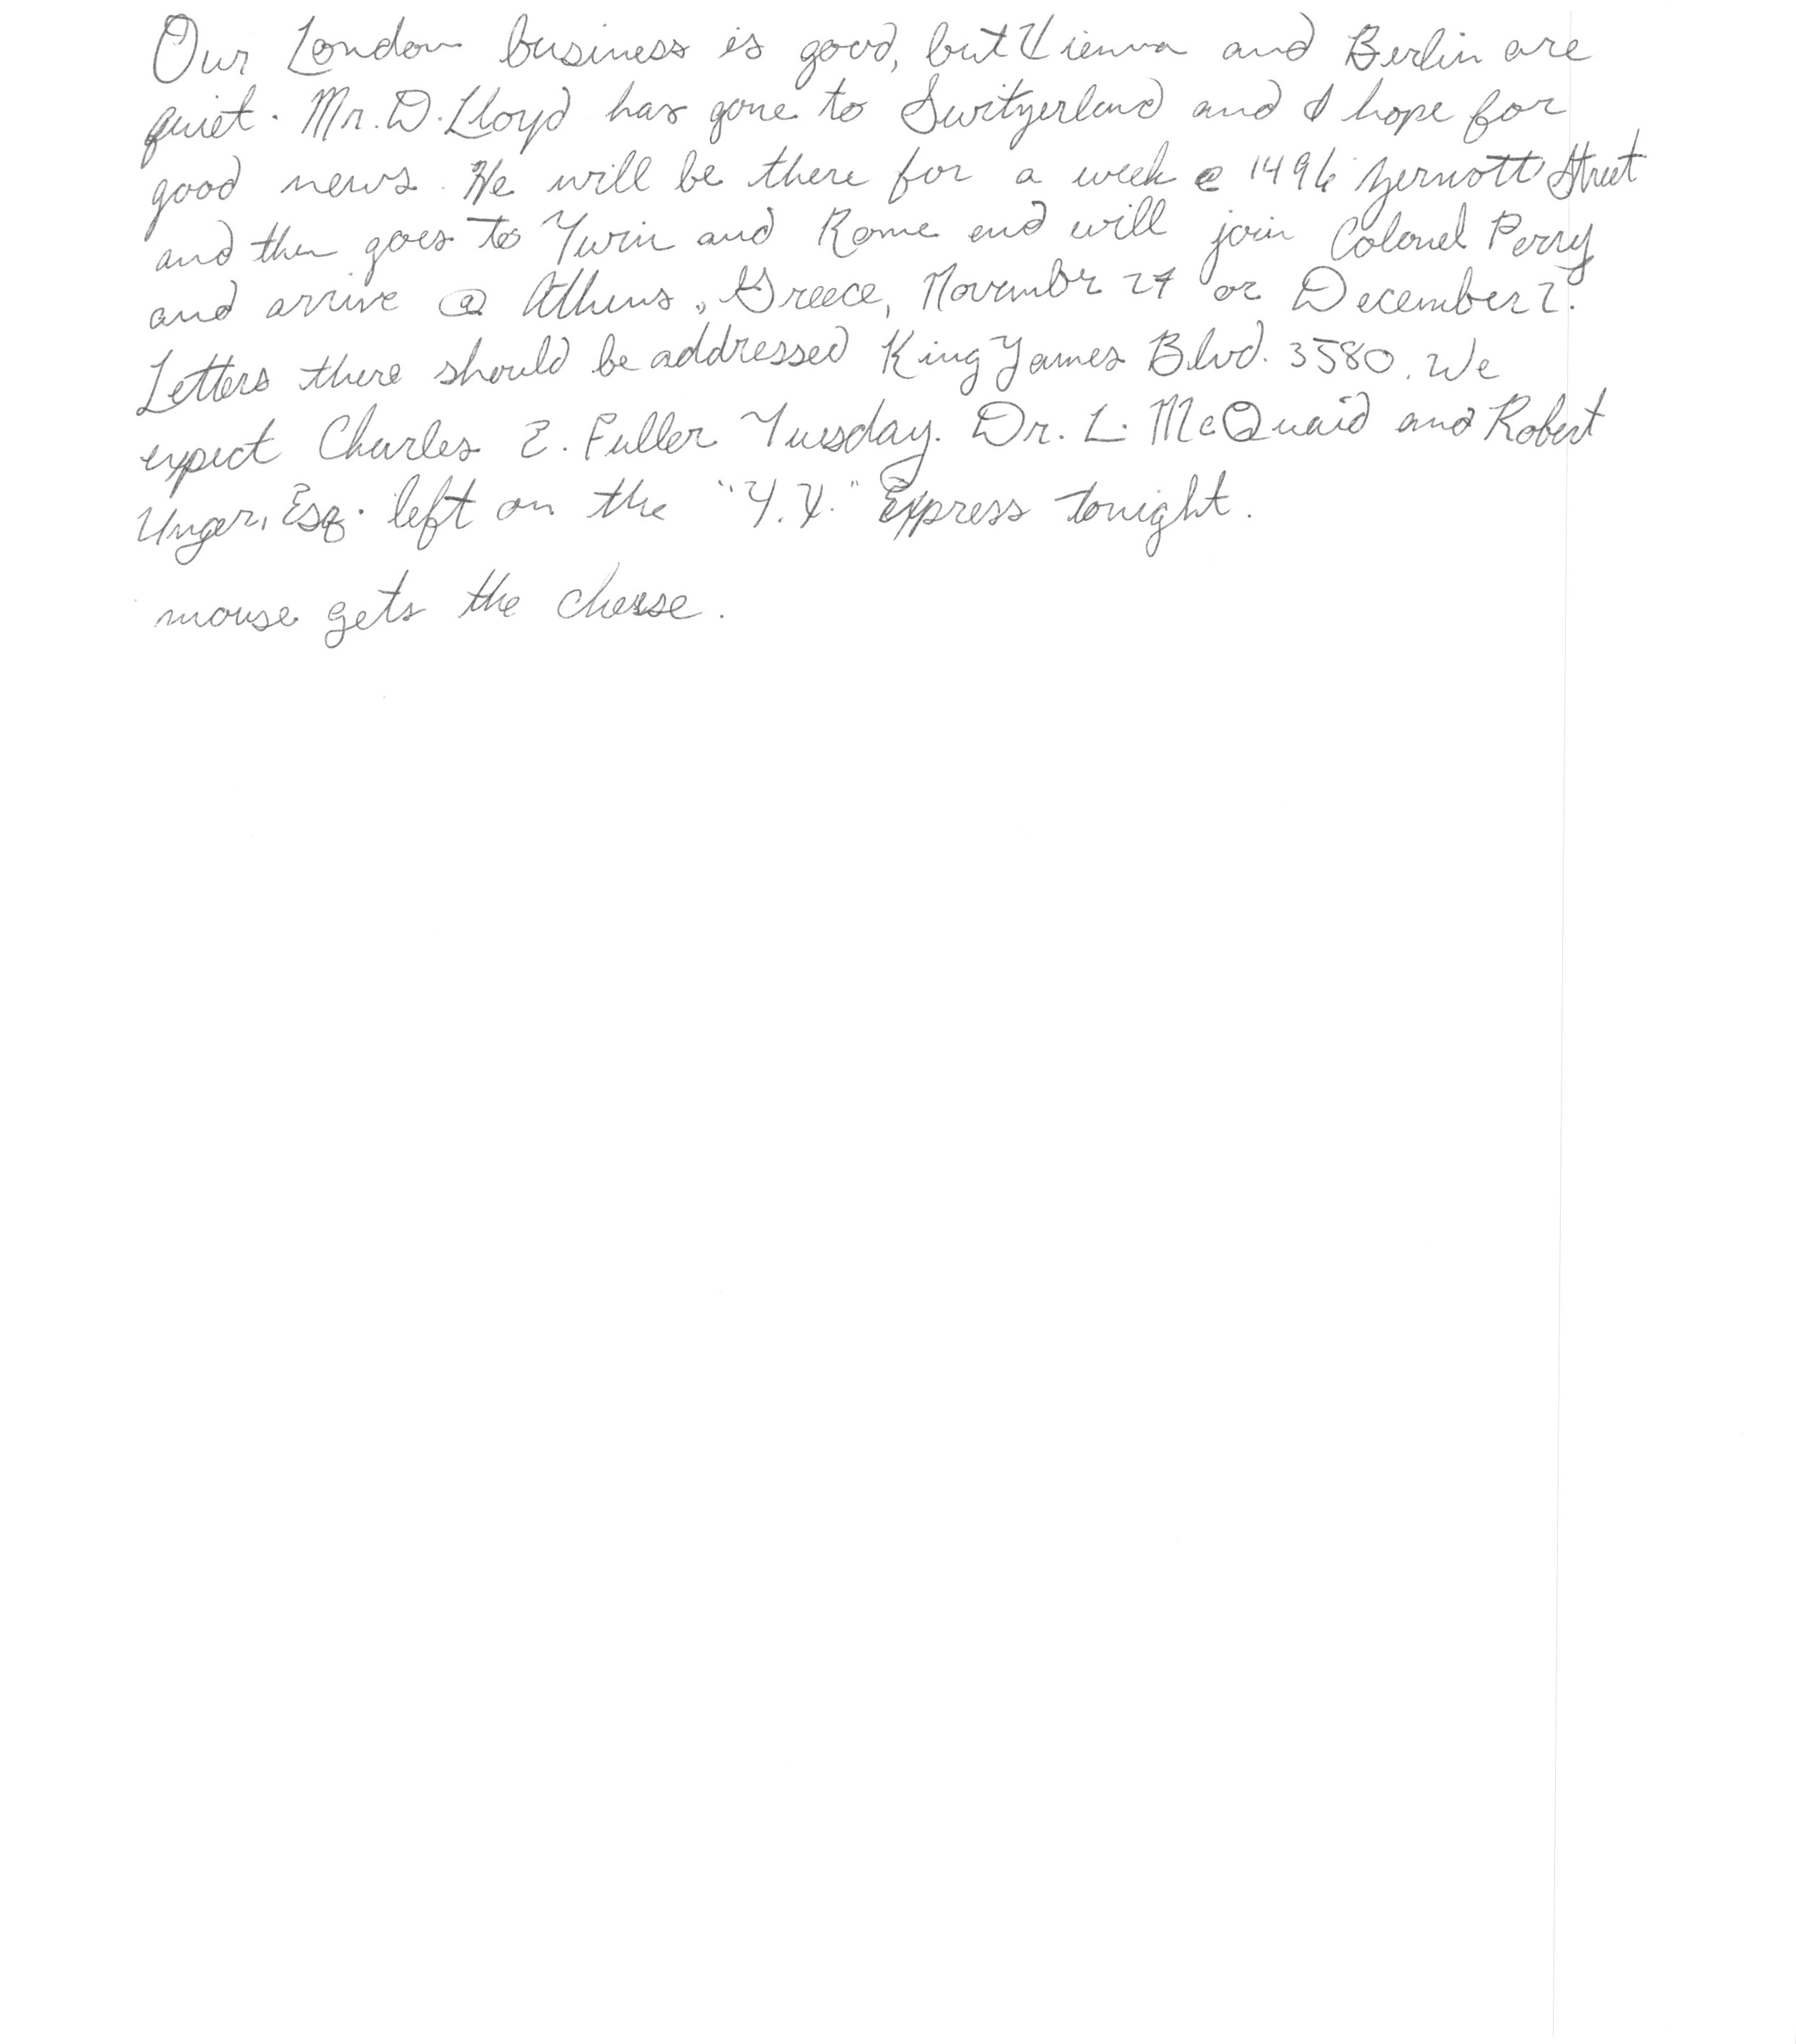 Our London business is good, but Vienna and Berlin are
quiet. Mr. D. Lloyd has gone to Switzerland and I hope for
good news. He will be there for a week @ 1496 Zermott Street
and then goes to Turin and Rome and will join Colonel Perry
and arrive @ Athens, Greece, November 27 or December 2.
Letters there should be addressed King James Blvd. 3580. We
expect Charles E. Fuller Tuesday. Dr. L. McQuaid and Robert
Unger, Esq. left on the "Y.X." Express tonight.
mouse gets the cheese.